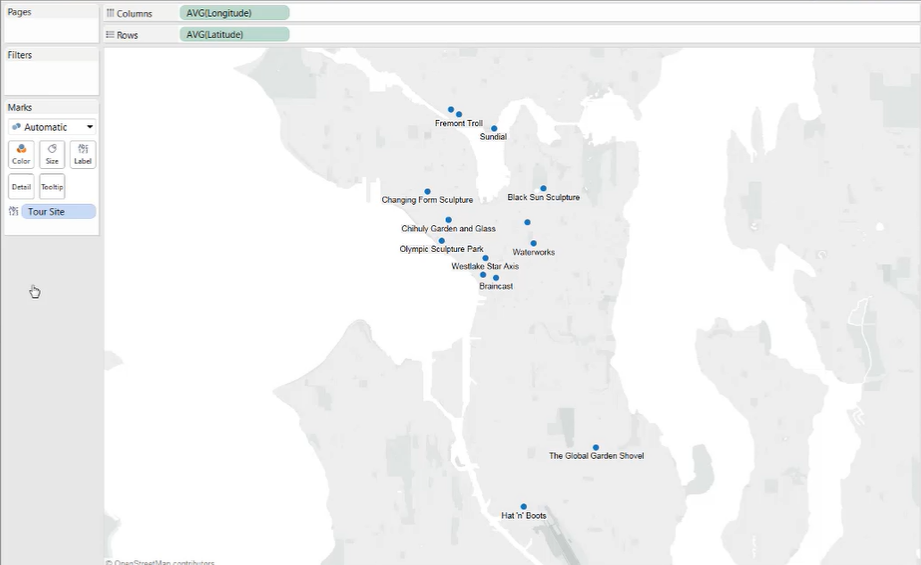 Pages
Columns
AVG(Longitude)
Rows
AVG(Latitude)
Filters
Marks
Automatic
Color
Size
Label
Detail
Tooltip
Tour Site
Fremont Troll
Sundial
Changing Form Sculpture
Black Sun Sculpture
Chihuly Garden and Glass
Olympic Sculpture Park
Waterworks
Westlake Star Axis
Braincast
The Global Garden Shovel
Hat 'n' Boots
© OpenStreetMap contributors